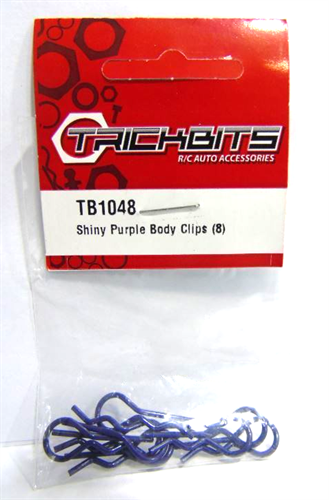 TRICKBITS
R/C AUTO ACCESSORIES
TB1048
Shiny Purple Body Clips (8)